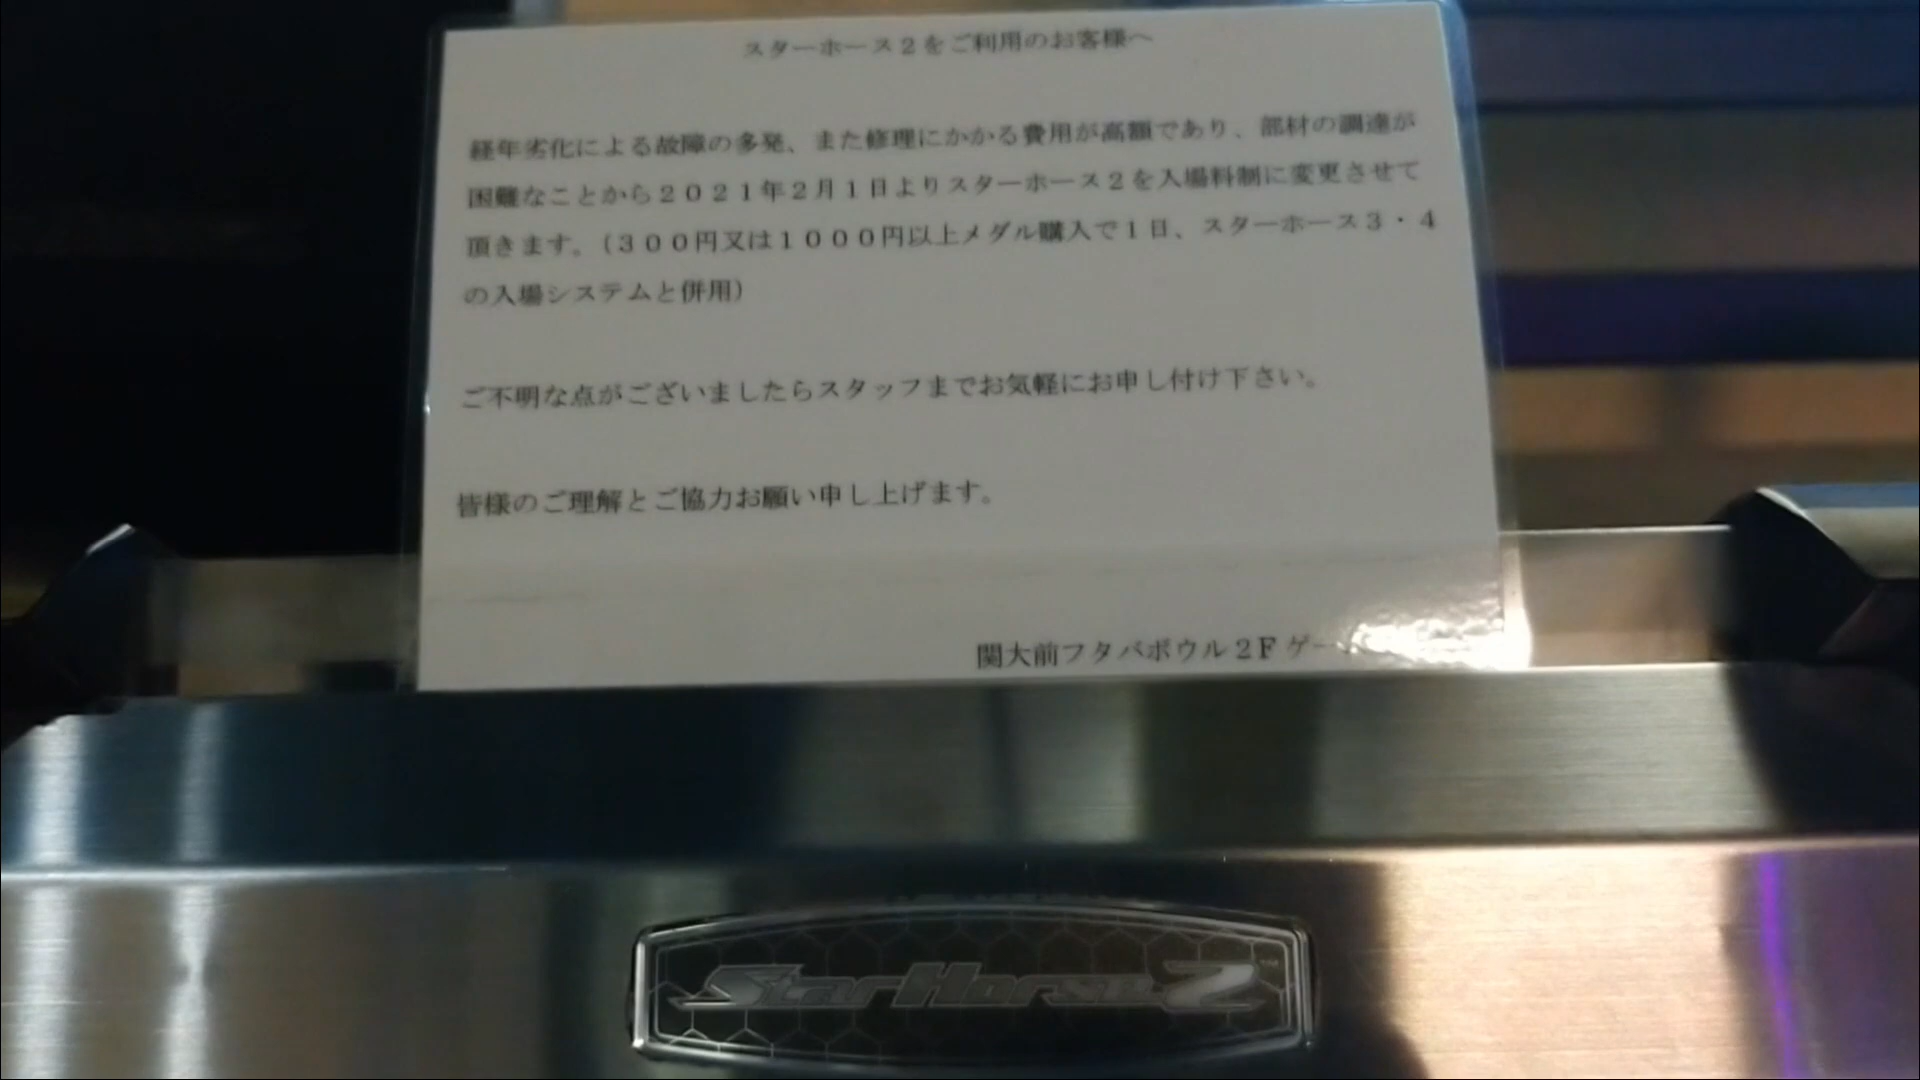 スターホース2をご利用のお客様へ
経年劣化による故障の多発、また修理にかかる費用が高額であり、部材の調達が
困難なことから2021年2月1日よりスターホース2を入場料制に変更させて
頂きます。(300円又は1000円以上メダル購入で1日、スターホース3・4
の入場システムと併用)
ご不明な点がございましたらスタッフまでお気軽にお申し付け下さい。
皆様のご理解とご協力お願い申し上げます。
関大前フタバボウル2F
StarHorse2™